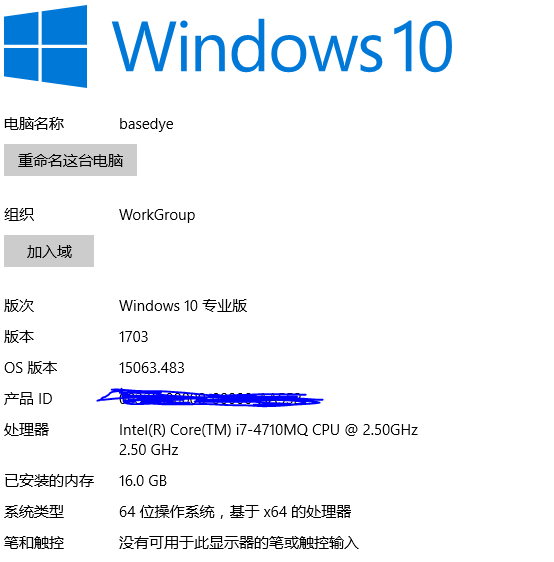 Windows 10
电脑名称 basedye
重命名这台电脑
组织 WorkGroup
加入域
版次 Windows 10 专业版
版本 1703
OS 版本 15063.483
产品 ID
处理器 Intel(R) Core(TM) i7-4710MQ CPU @ 2.50GHz
2.50 GHz
已安装的内存 16.0 GB
系统类型 64 位操作系统，基于 x64 的处理器
笔和触控 没有可用于此显示器的笔或触控输入